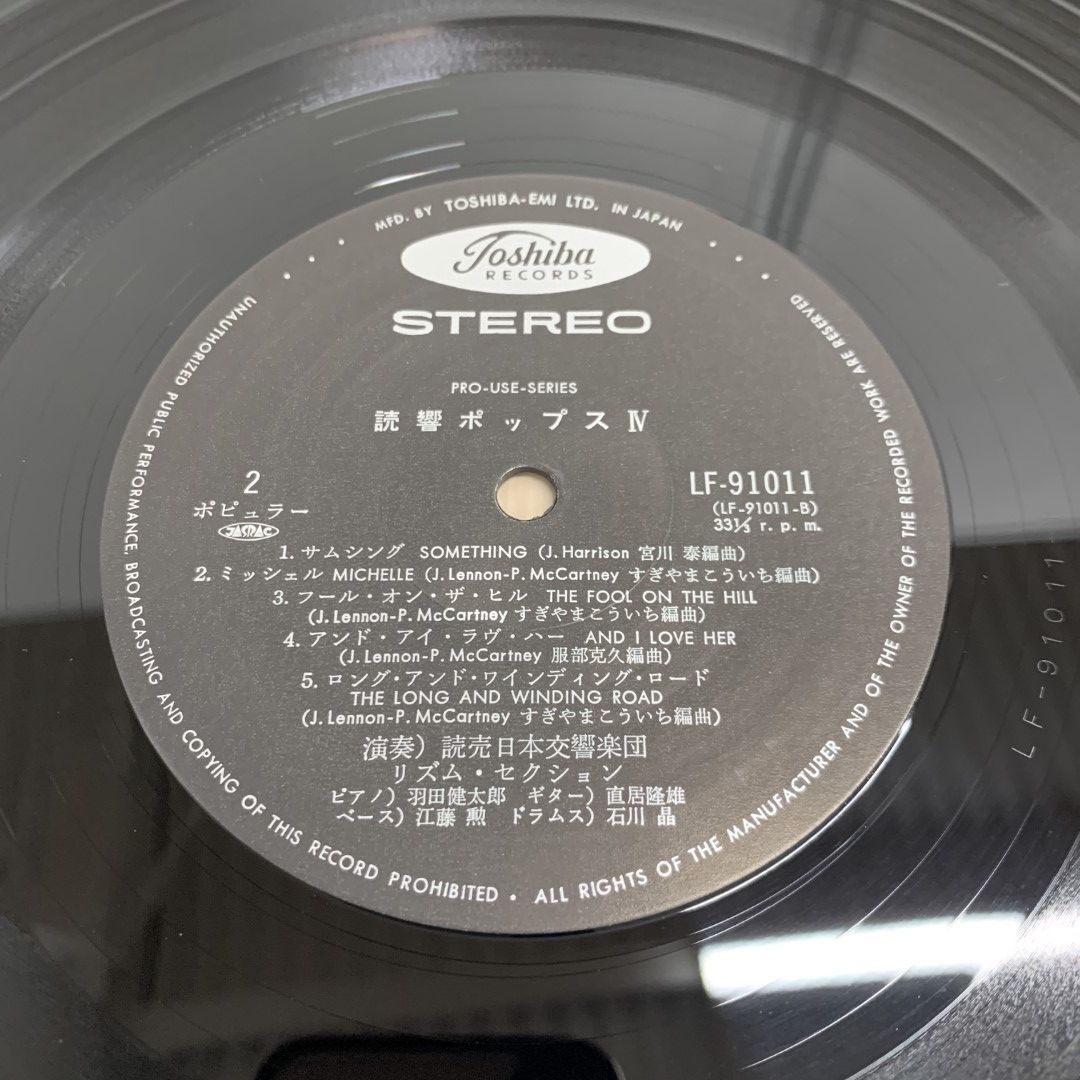 MFD. BY TOSHIBA-EMI LTD. IN JAPAN
Toshiba
RECORDS
STEREO
PRO-USE-SERIES
読響ポップス Ⅳ
2
ポピュラー
JASRAC
LF-91011
(LF-91011-B)
33⅓ r. p. m.
1. サムシング SOMETHING (J. Harrison 宮川 泰編曲)
2. ミッシェル MICHELLE (J. Lennon-P. McCartney すぎやまこういち編曲)
3. フール・オン・ザ・ヒル THE FOOL ON THE HILL
(J. Lennon-P. McCartney すぎやまこういち編曲)
4. アンド・アイ・ラヴ・ハー AND I LOVE HER
(J. Lennon-P. McCartney 服部克久編曲)
5. ロング・アンド・ワインディング・ロード
THE LONG AND WINDING ROAD
(J. Lennon-P. McCartney すぎやまこういち編曲)
演奏) 読売日本交響楽団
リズム・セクション
ピアノ) 羽田健太郎 ギター) 直居隆雄
ベース) 江藤 勲 ドラムス) 石川 晶
UNAUTHORIZED PUBLIC PERFORMANCE, BROADCASTING AND COPYING OF THIS RECORD PROHIBITED • ALL RIGHTS OF THE MANUFACTURER AND OF THE OWNER OF THE RECORDED WORK ARE RESERVED
LF-91011